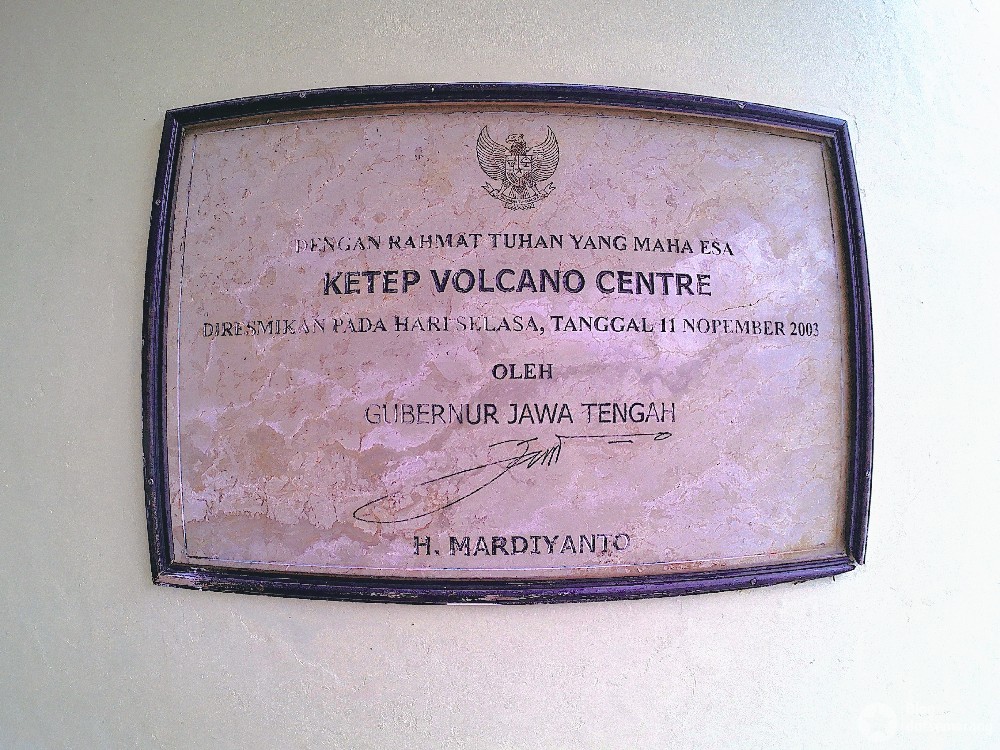 DENGAN RAHMAT TUHAN YANG MAHA ESA
KETEP VOLCANO CENTRE
DIRESMIKAN PADA HARI SELASA, TANGGAL 11 NOPEMBER 2003
OLEH
GUBERNUR JAWA TENGAH
H. MARDIYANTO